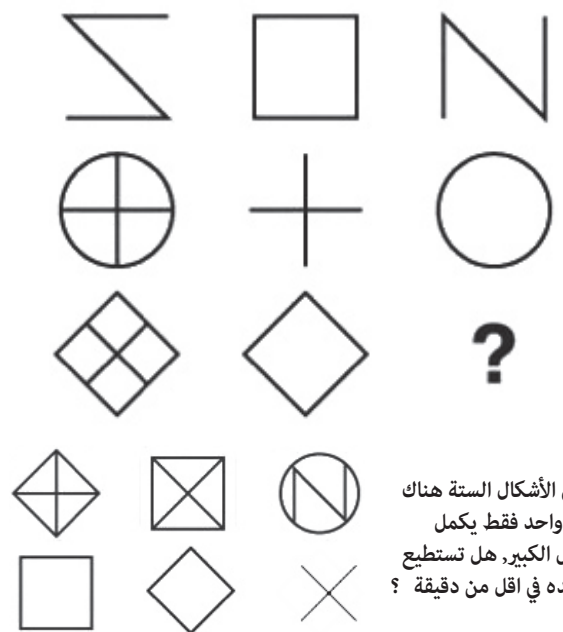 ?
الأشكال الستة هناك
واحد فقط يكمل
الكبير, هل تستطيع
في اقل من دقيقة ؟